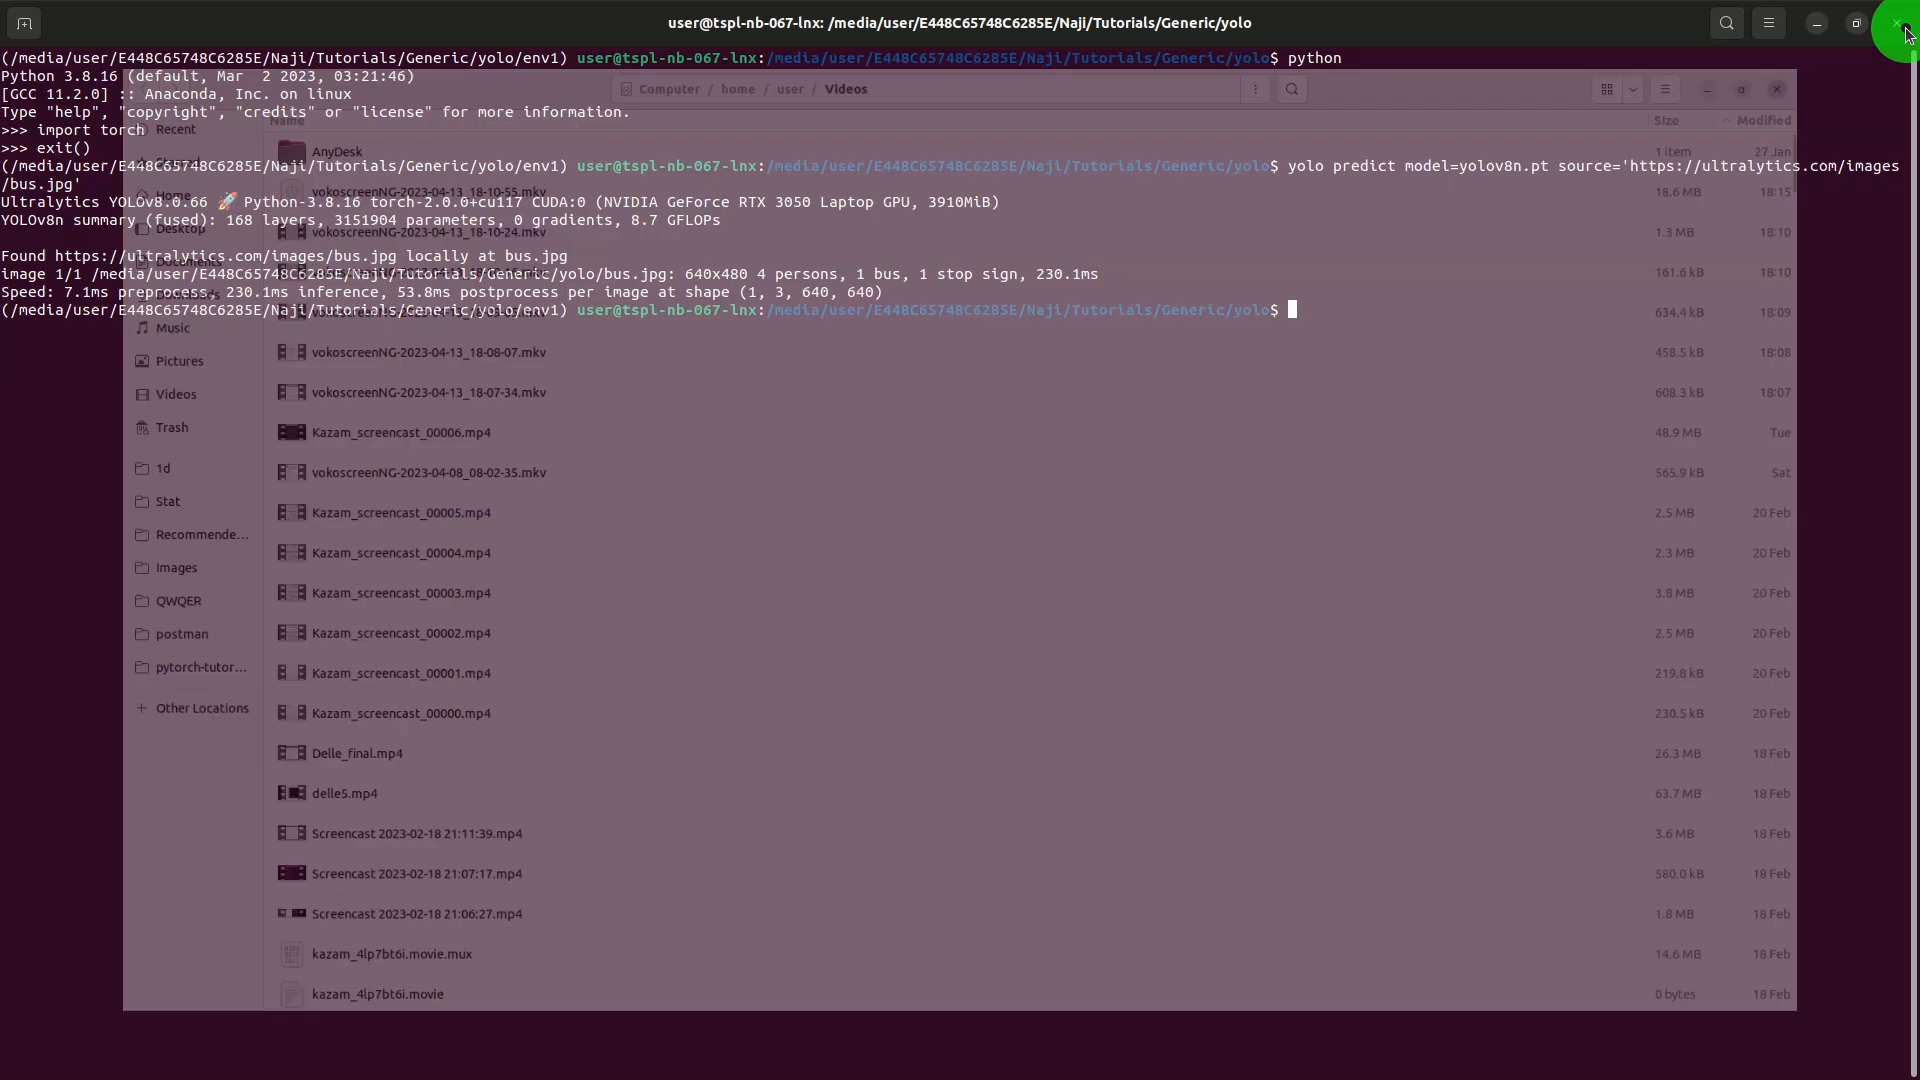 user@tspl-nb-067-lnx: /media/user/E448C65748C6285E/Naji/Tutorials/Generic/yolo
(/media/user/E448C65748C6285E/Naji/Tutorials/Generic/yolo/env1) user@tspl-nb-067-lnx:/media/user/E448C65748C6285E/Naji/Tutorials/Generic/yolo$ python
Python 3.8.16 (default, Mar  2 2023, 03:21:46)
[GCC 11.2.0] :: Anaconda, Inc. on linux
Type "help", "copyright", "credits" or "license" for more information.
>>> import torch
>>> exit()
(/media/user/E448C65748C6285E/Naji/Tutorials/Generic/yolo/env1) user@tspl-nb-067-lnx:/media/user/E448C65748C6285E/Naji/Tutorials/Generic/yolo$ yolo predict model=yolov8n.pt source='https://ultralytics.com/images
/bus.jpg'
Ultralytics YOLOv8.0.66 🚀 Python-3.8.16 torch-2.0.0+cu117 CUDA:0 (NVIDIA GeForce RTX 3050 Laptop GPU, 3910MiB)
YOLOv8n summary (fused): 168 layers, 3151904 parameters, 0 gradients, 8.7 GFLOPs
Found https://ultralytics.com/images/bus.jpg locally at bus.jpg
image 1/1 /media/user/E448C65748C6285E/Naji/Tutorials/Generic/yolo/bus.jpg: 640x480 4 persons, 1 bus, 1 stop sign, 230.1ms
Speed: 7.1ms preprocess, 230.1ms inference, 53.8ms postprocess per image at shape (1, 3, 640, 640)
(/media/user/E448C65748C6285E/Naji/Tutorials/Generic/yolo/env1) user@tspl-nb-067-lnx:/media/user/E448C65748C6285E/Naji/Tutorials/Generic/yolo$
Computer / home / user / Videos
Name Size Modified
Recent
Home
Desktop
Documents
Music
Pictures
Videos
Trash
1d
Stat
Recommende...
Images
QWQER
postman
pytorch-tutor...
+ Other Locations
AnyDesk 1 item 27 Jan
vokoscreenNG-2023-04-13_18-10-55.mkv 18.6 MB 18:15
vokoscreenNG-2023-04-13_18-10-24.mkv 1.3 MB 18:10
161.6 kB 18:10
634.4 kB 18:09
vokoscreenNG-2023-04-13_18-08-07.mkv 458.5 kB 18:08
vokoscreenNG-2023-04-13_18-07-34.mkv 608.3 kB 18:07
Kazam_screencast_00006.mp4 48.9 MB Tue
vokoscreenNG-2023-04-08_08-02-35.mkv 565.9 kB Sat
Kazam_screencast_00005.mp4 2.5 MB 20 Feb
Kazam_screencast_00004.mp4 2.3 MB 20 Feb
Kazam_screencast_00003.mp4 3.8 MB 20 Feb
Kazam_screencast_00002.mp4 2.5 MB 20 Feb
Kazam_screencast_00001.mp4 219.8 kB 20 Feb
Kazam_screencast_00000.mp4 230.5 kB 20 Feb
Delle_final.mp4 26.3 MB 18 Feb
delle5.mp4 63.7 MB 18 Feb
Screencast 2023-02-18 21:11:39.mp4 3.6 MB 18 Feb
Screencast 2023-02-18 21:07:17.mp4 580.0 kB 18 Feb
Screencast 2023-02-18 21:06:27.mp4 1.8 MB 18 Feb
kazam_4lp7bt6i.movie.mux 14.6 MB 18 Feb
kazam_4lp7bt6i.movie 0 bytes 18 Feb